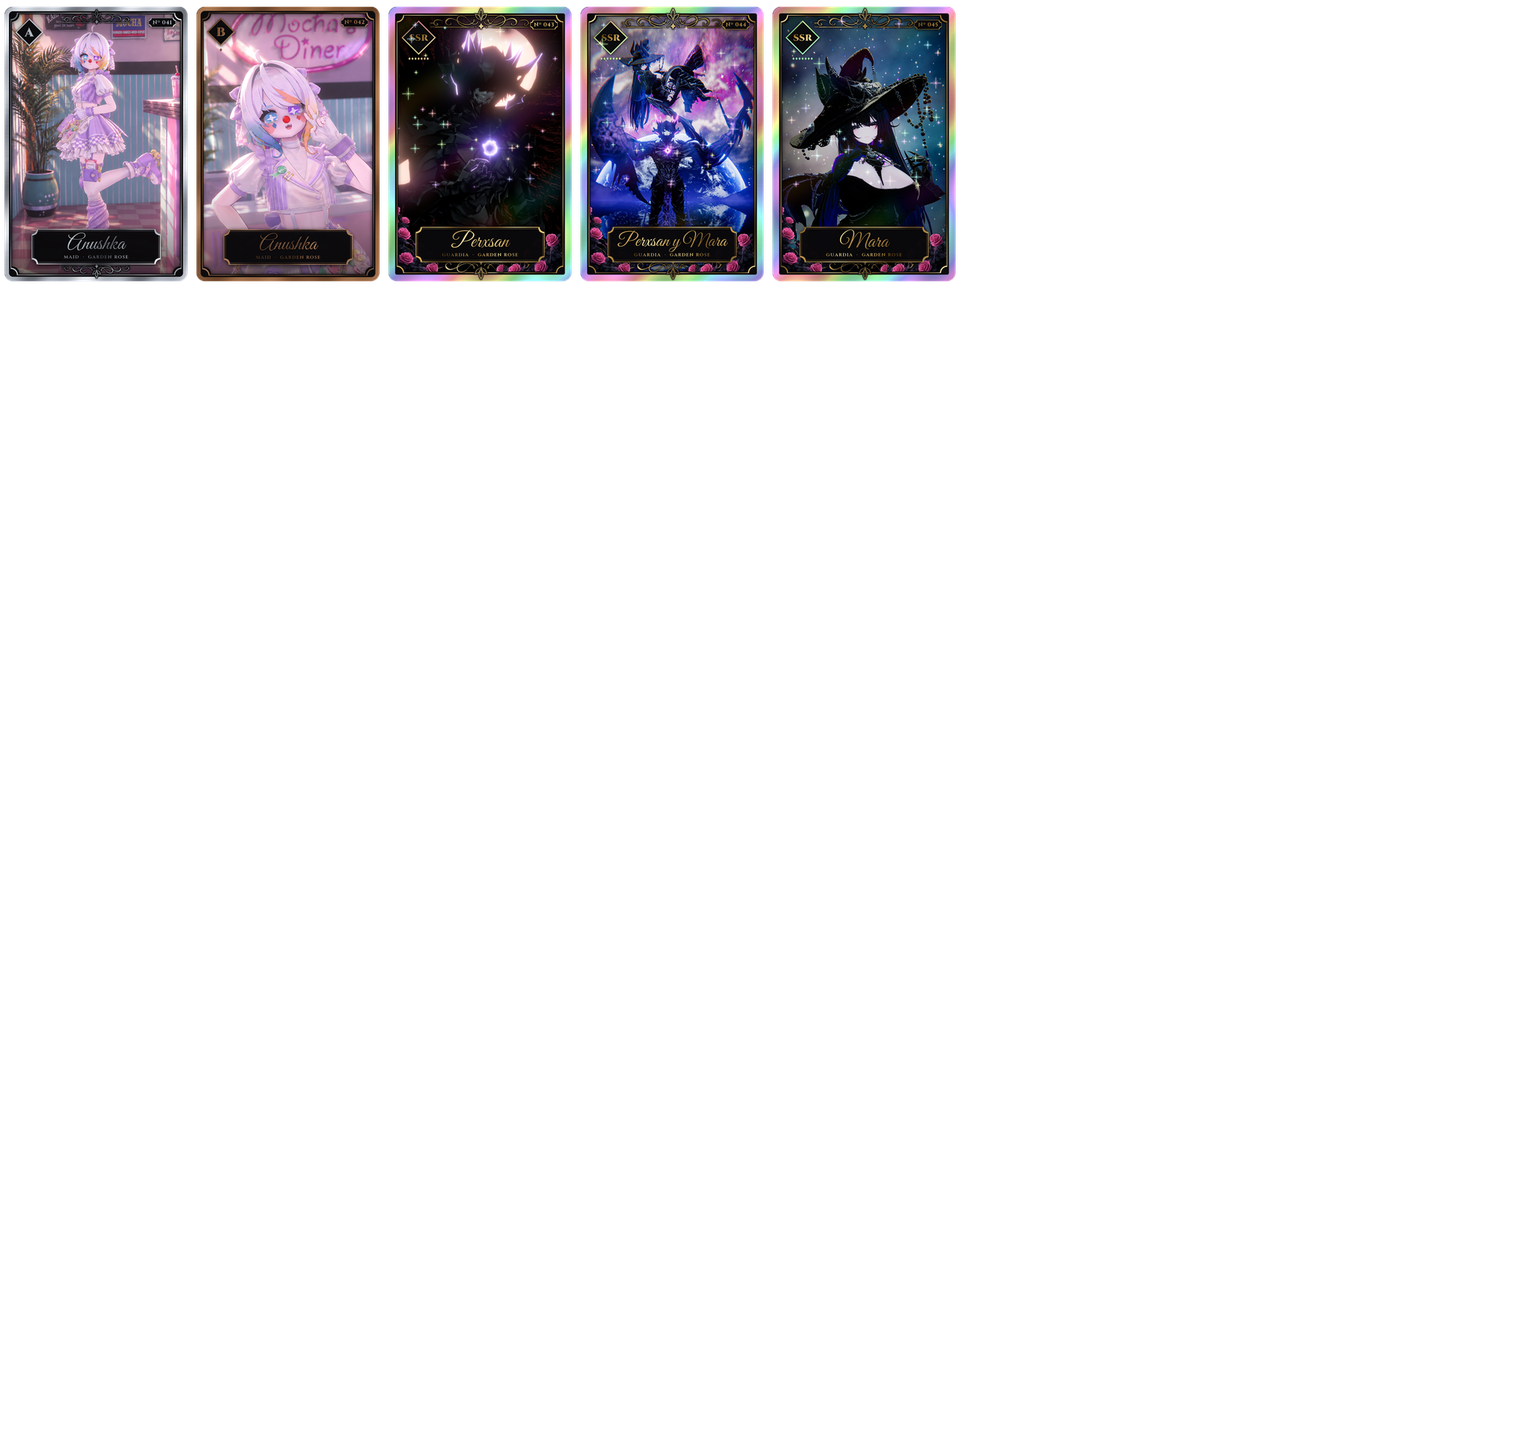 A
Nº 041
MOCHA
Anushka
MAID · GARDEN ROSE
B
Nº 042
Mocha's
Diner
Anushka
MAID · GARDEN ROSE
SSR
Nº 043
Perxsan
GUARDIA · GARDEN ROSE
SSR
Nº 044
Perxsan y Mara
GUARDIA · GARDEN ROSE
SSR
Nº 045
Mara
GUARDIA · GARDEN ROSE